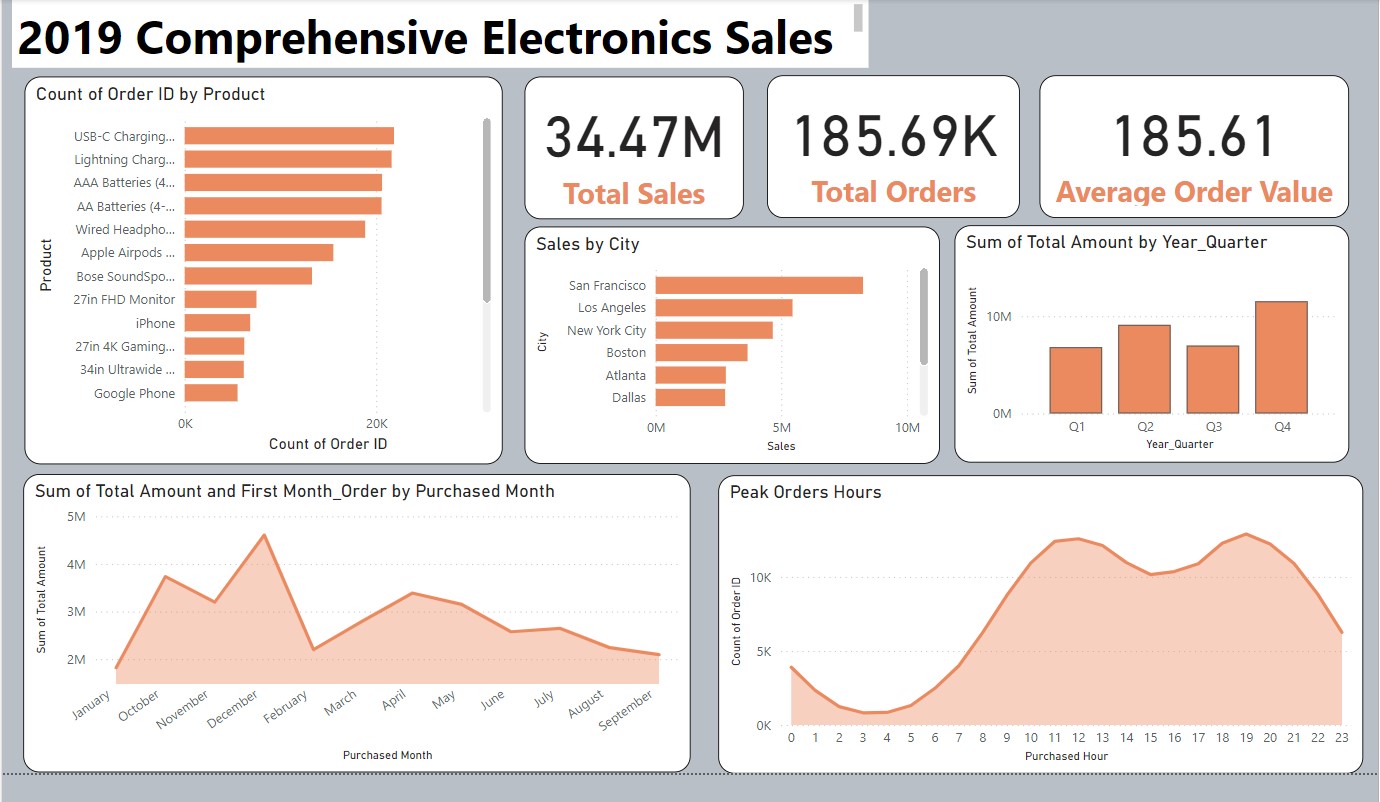 2019 Comprehensive Electronics Sales
Count of Order ID by Product
Product
USB-C Charging...
Lightning Charg...
AAA Batteries (4...
AA Batteries (4-...
Wired Headpho...
Apple Airpods ...
Bose SoundSpo...
27in FHD Monitor
iPhone
27in 4K Gaming...
34in Ultrawide ...
Google Phone
0K 20K
Count of Order ID
34.47M
Total Sales
185.69K
Total Orders
185.61
Average Order Value
Sales by City
City
San Francisco
Los Angeles
New York City
Boston
Atlanta
Dallas
0M 5M 10M
Sales
Sum of Total Amount by Year_Quarter
Sum of Total Amount
10M
0M
Q1 Q2 Q3 Q4
Year_Quarter
Sum of Total Amount and First Month_Order by Purchased Month
Sum of Total Amount
5M
4M
3M
2M
January October November December February March April May June July August September
Purchased Month
Peak Orders Hours
Count of Order ID
10K
5K
0K
0 1 2 3 4 5 6 7 8 9 10 11 12 13 14 15 16 17 18 19 20 21 22 23
Purchased Hour